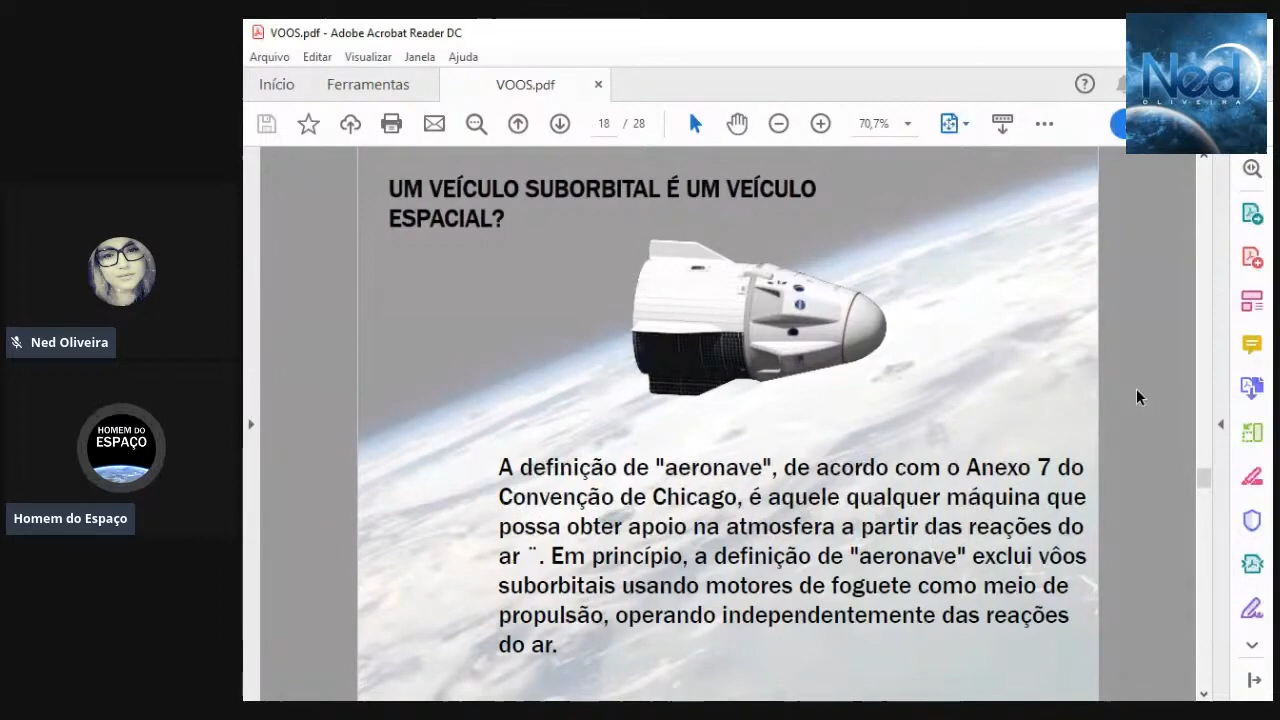 VOOS.pdf - Adobe Acrobat Reader DC
Arquivo Editar Visualizar Janela Ajuda
Início Ferramentas VOOS.pdf
18 / 28 70,7%
Ned
OLIVEIRA
UM VEÍCULO SUBORBITAL É UM VEÍCULO
ESPACIAL?
Ned Oliveira
HOMEM DO
ESPAÇO
Homem do Espaço
A definição de "aeronave", de acordo com o Anexo 7 do
Convenção de Chicago, é aquele qualquer máquina que
possa obter apoio na atmosfera a partir das reações do
ar ¨. Em princípio, a definição de "aeronave" exclui vôos
suborbitais usando motores de foguete como meio de
propulsão, operando independentemente das reações
do ar.